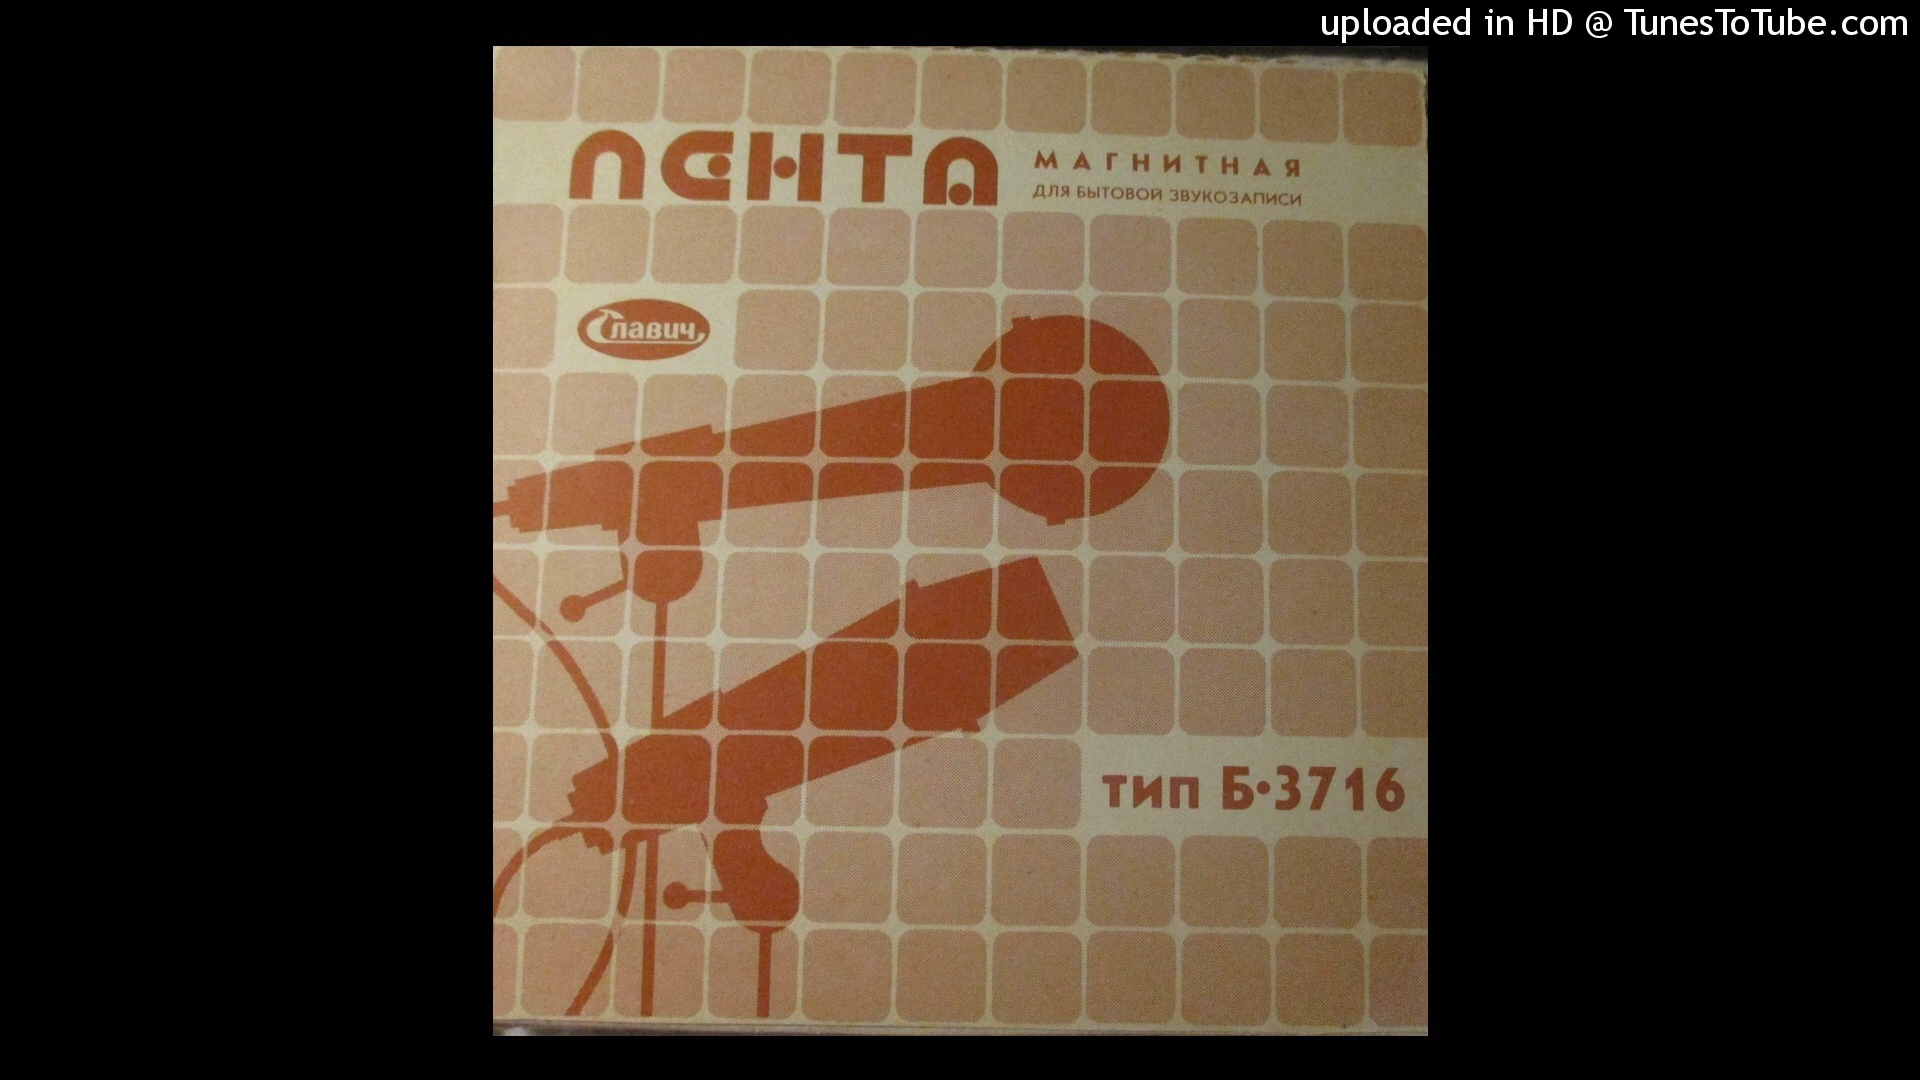 uploaded in HD @ TunesToTube.com
ЛЕНТА
МАГНИТНАЯ
ДЛЯ БЫТОВОЙ ЗВУКОЗАПИСИ
Славич
тип Б·3716